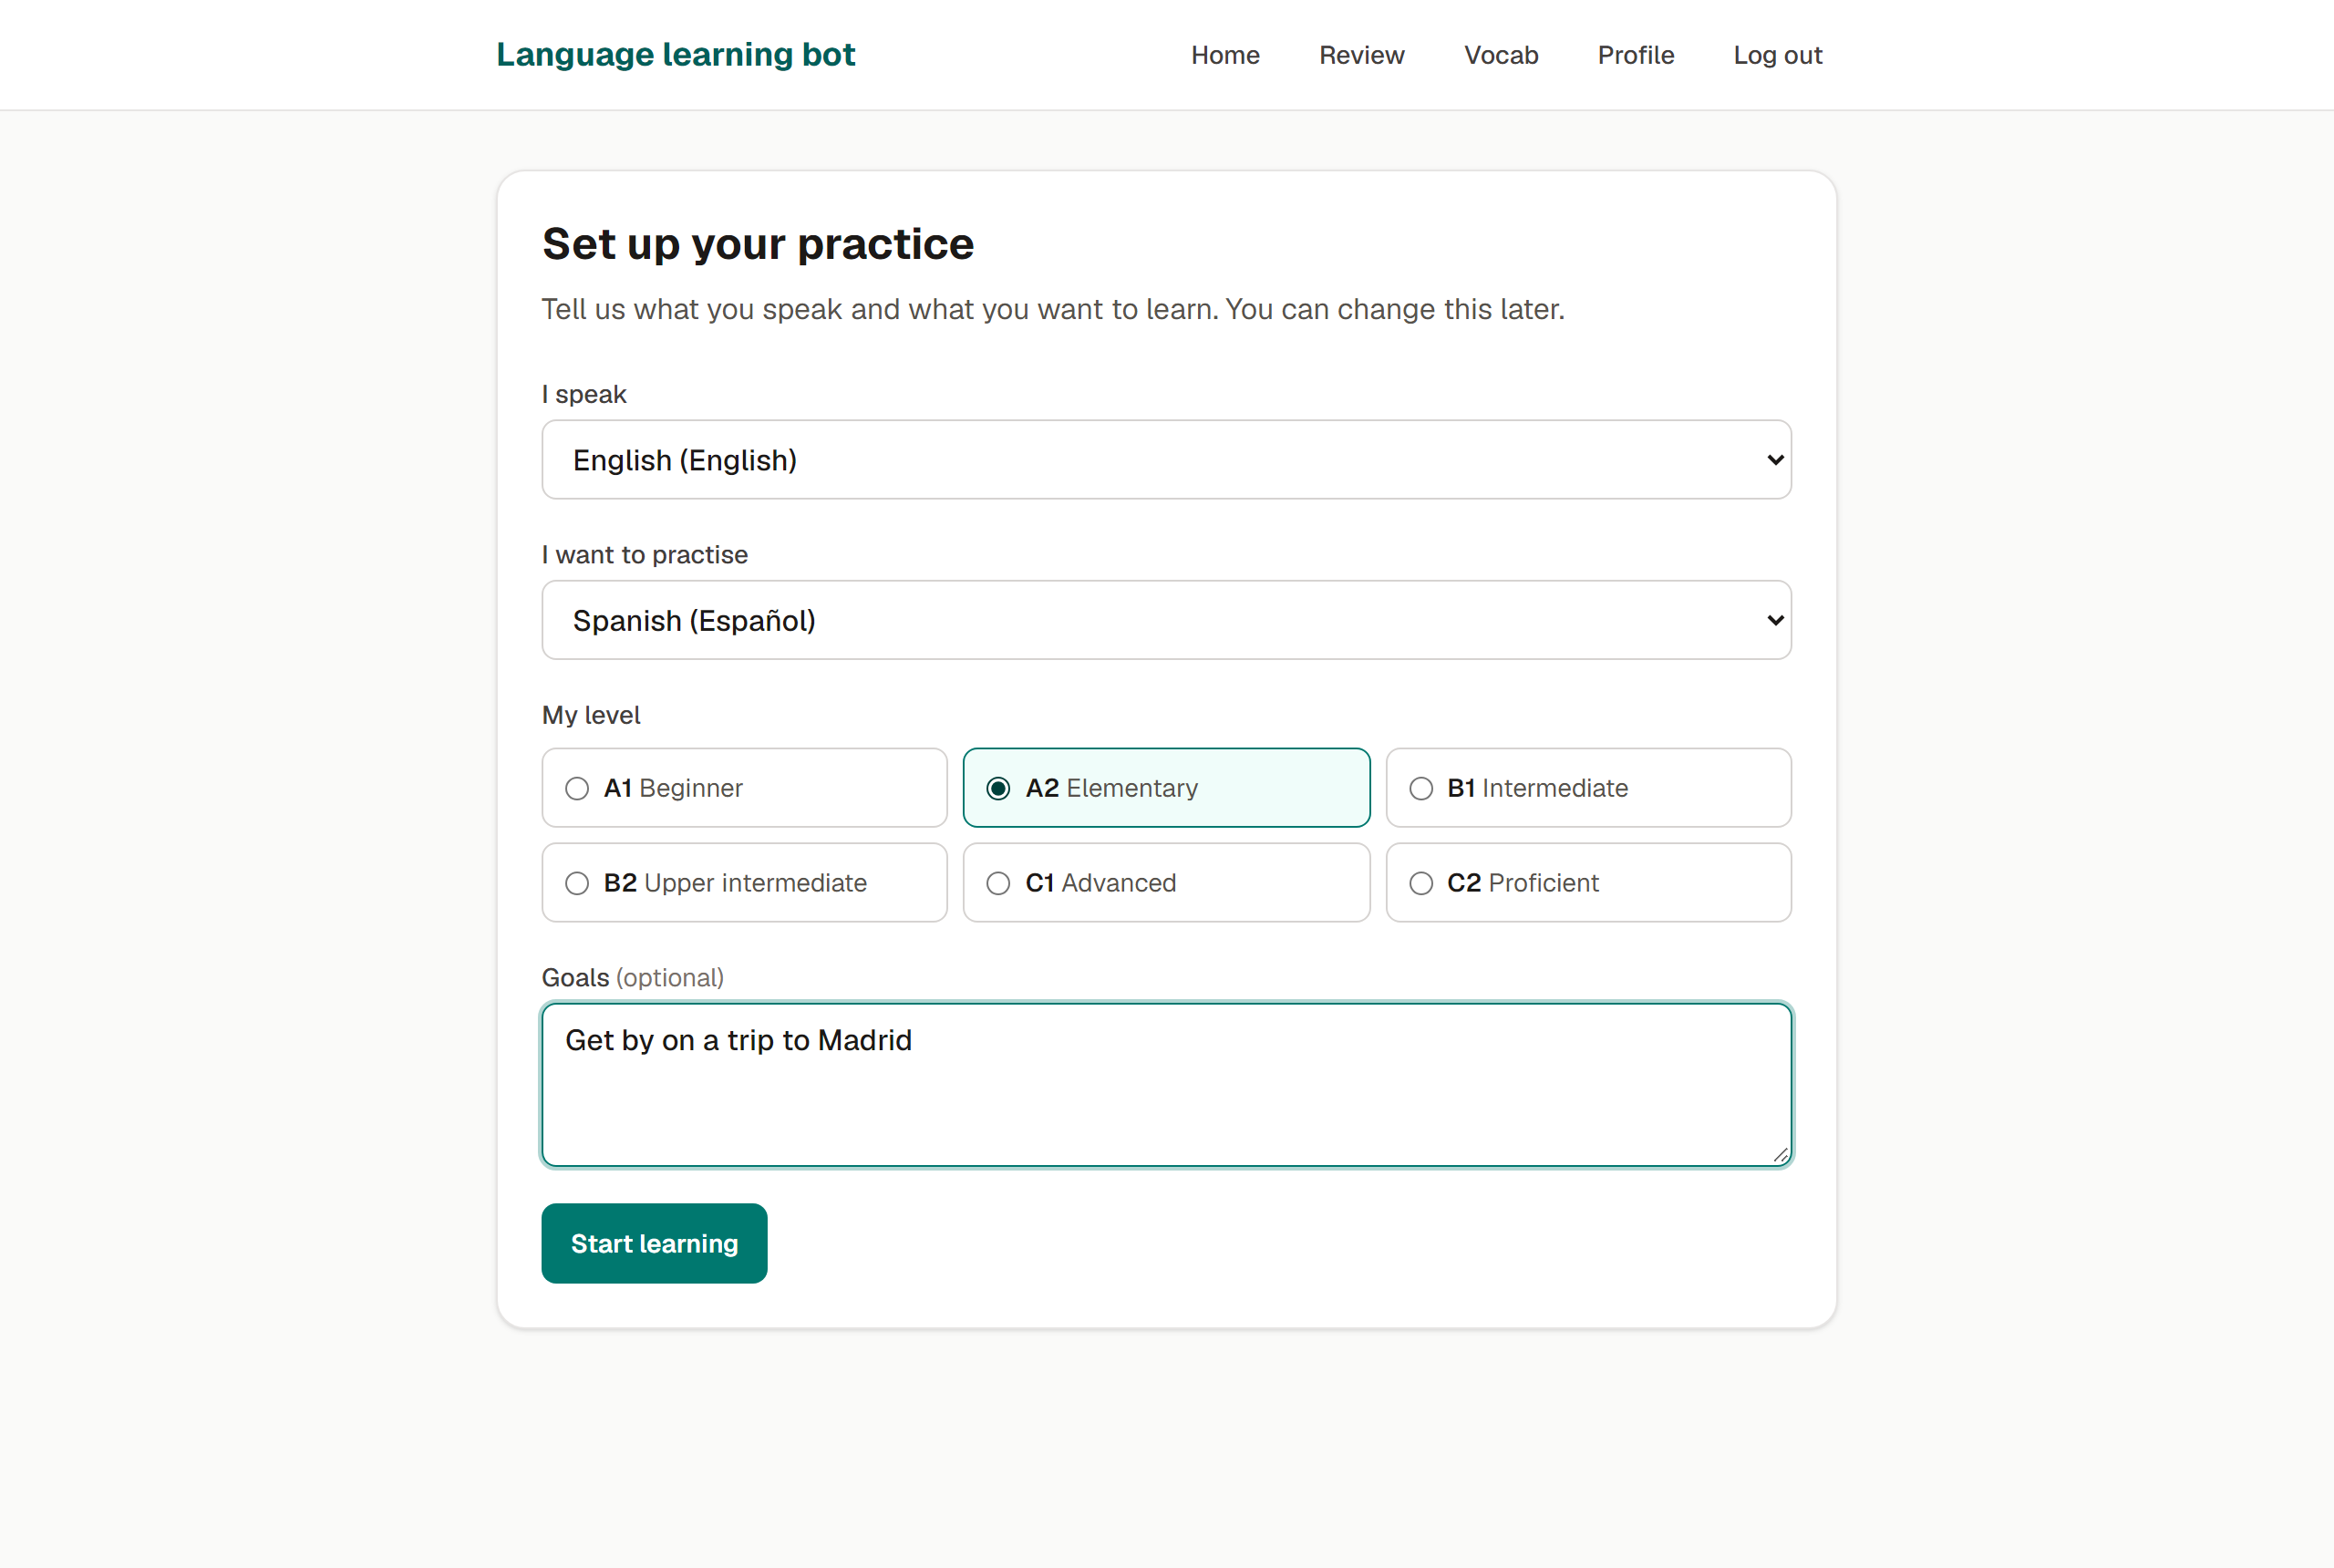 Language learning bot
Home Review Vocab Profile Log out
Set up your practice
Tell us what you speak and what you want to learn. You can change this later.
I speak
English (English)
I want to practise
Spanish (Español)
My level
A1 Beginner A2 Elementary B1 Intermediate
B2 Upper intermediate C1 Advanced C2 Proficient
Goals (optional)
Get by on a trip to Madrid
Start learning